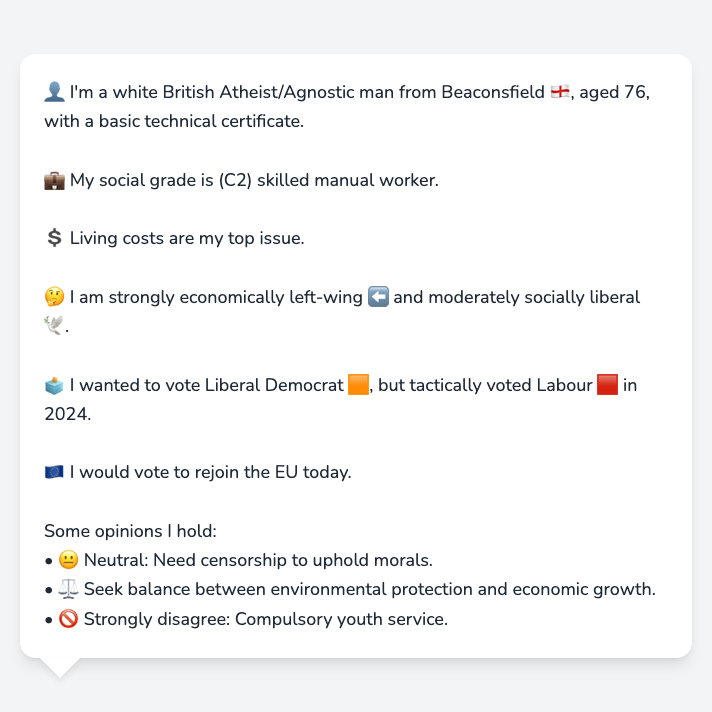 👤 I'm a white British Atheist/Agnostic man from Beaconsfield 🏴󠁧󠁢󠁥󠁮󠁧󠁿, aged 76,
with a basic technical certificate.
💼 My social grade is (C2) skilled manual worker.
💲 Living costs are my top issue.
🤔 I am strongly economically left-wing ⬅️ and moderately socially liberal
🕊️.
🗳️ I wanted to vote Liberal Democrat 🟧, but tactically voted Labour 🟥 in
2024.
🇪🇺 I would vote to rejoin the EU today.
Some opinions I hold:
• 😐 Neutral: Need censorship to uphold morals.
• ⚖️ Seek balance between environmental protection and economic growth.
• 🚫 Strongly disagree: Compulsory youth service.